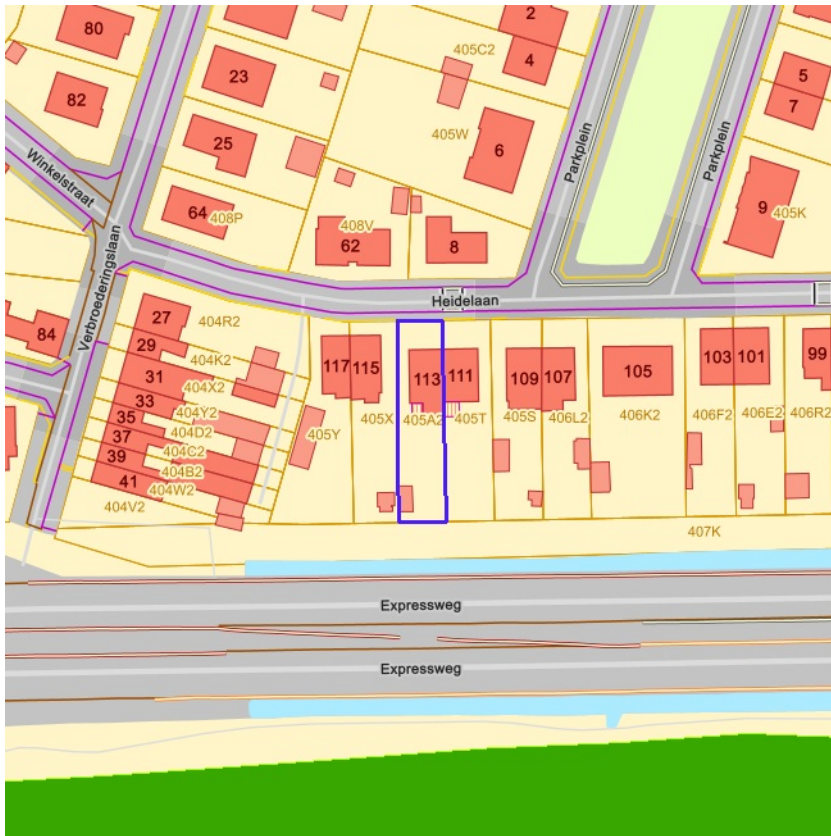 2
80
405C2
23
4
5
82
7
405W
25
6
Parkplein
Parkplein
Winkelstraat
64
408P
408V
62
8
9
405K
Verbroederingslaan
Heidelaan
27
404R2
84
29
404K2
31
404X2
33
404Y2
35
404D2
37
404C2
39
404B2
41
404W2
404V2
117
115
113
111
109
107
105
103
101
99
405Y
405X
405A2
405T
405S
406L2
406K2
406F2
406E2
406R2
407K
Expressweg
Expressweg